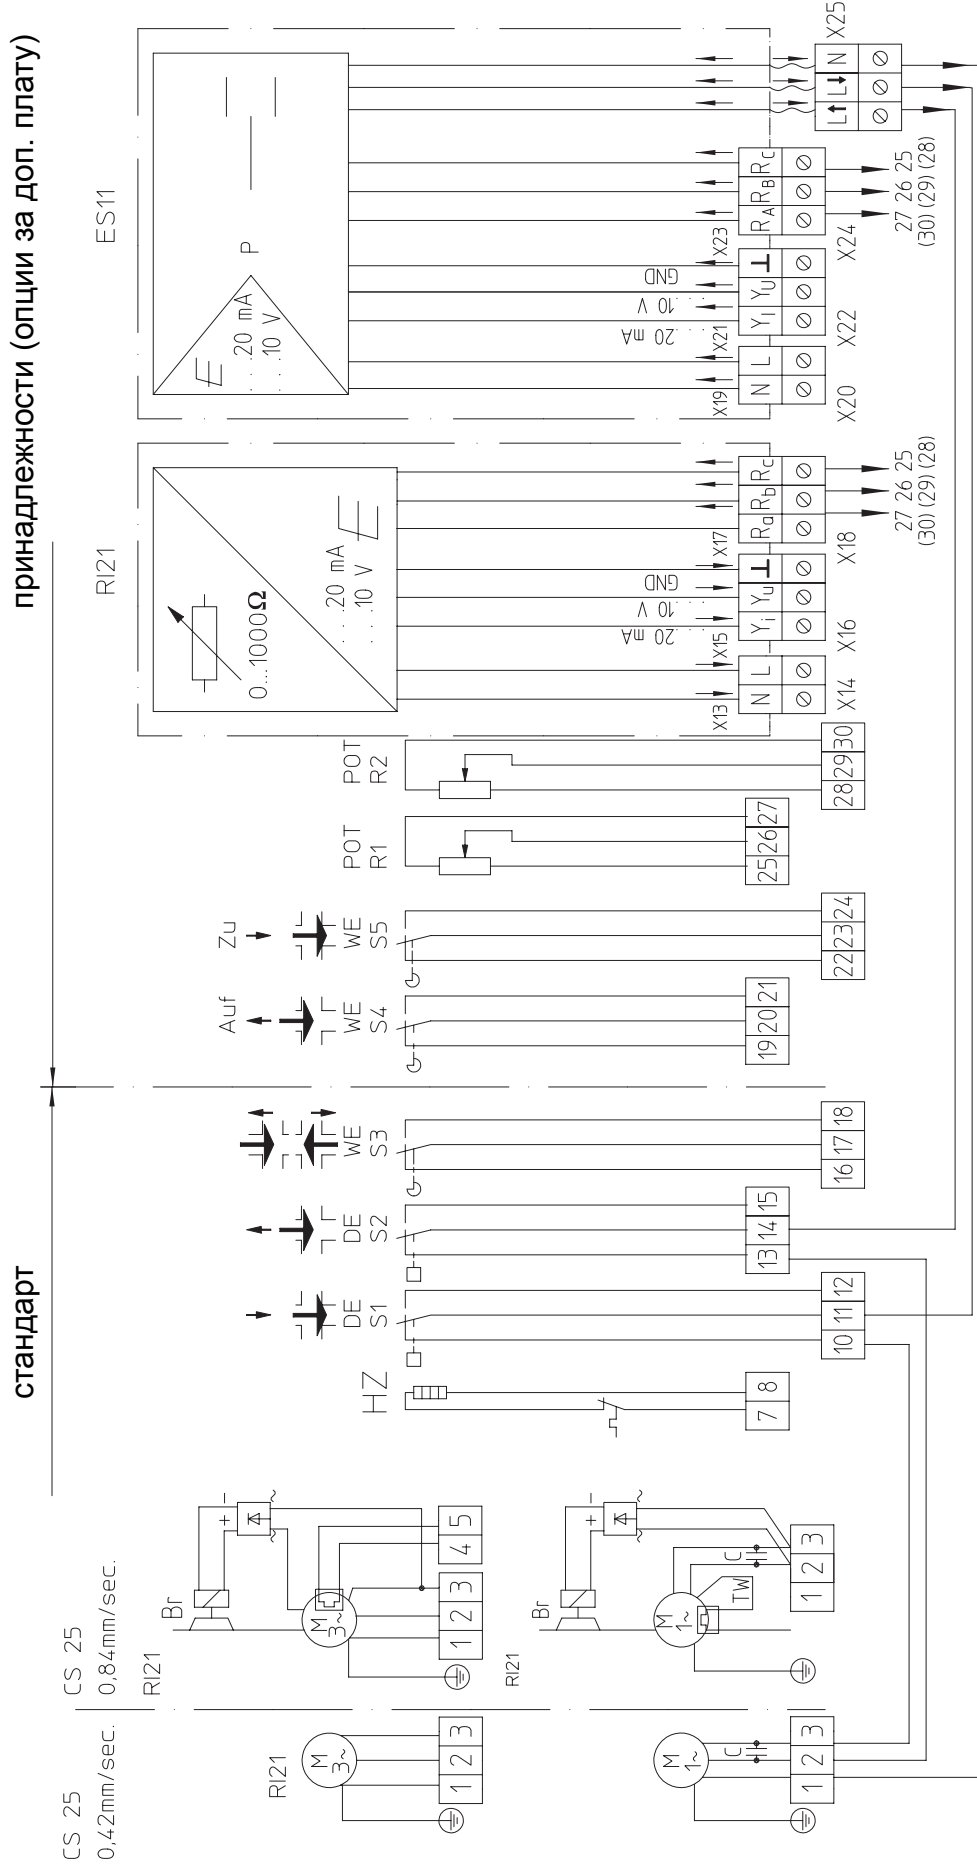 стандарт
принадлежности (опции за доп. плату)
CS 25
0,42mm/sec.
CS 25
0,84mm/sec.
RI21
Br
+ -
~ ~
M
3~
1 2 3
4 5
RI21
M
3~
1 2 3
RI21
Br
+ -
~ ~
M
1~
TW
C
1 2 3
M
1~
C
1 2 3
HZ
7 8
DE
S1
10 11 12
DE
S2
13 14 15
WE
S3
16 17 18
Auf
WE
S4
19 20 21
Zu
WE
S5
22 23 24
POT
R1
25 26 27
POT
R2
28 29 30
RI21
0...1000Ω
...20 mA
...10 V
E
...20 mA
...10 V
GND
X13 X15 X17
N L Yi Yu ⊥ Ra Rb Rc
X14 X16 X18
27 26 25
(30) (29) (28)
ES11
E
...20 mA
...10 V
P
...20 mA
...10 V
GND
X19 X21 X23
N L YI YU ⊥ RA RB RC
X20 X22 X24
27 26 25
(30) (29) (28)
L↑ L↓ N
X25